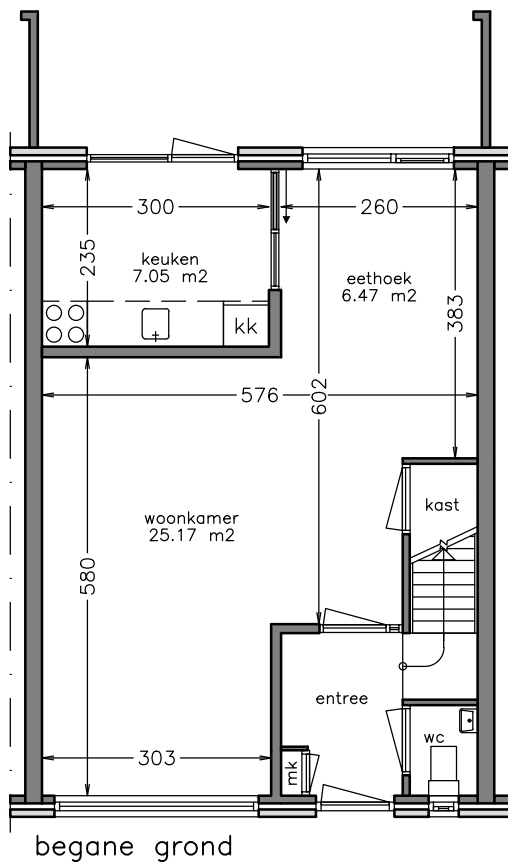 300
260
235
keuken
7.05 m2
eethoek
6.47 m2
kk
383
576
602
kast
woonkamer
25.17 m2
580
entree
wc
303
mk
begane grond